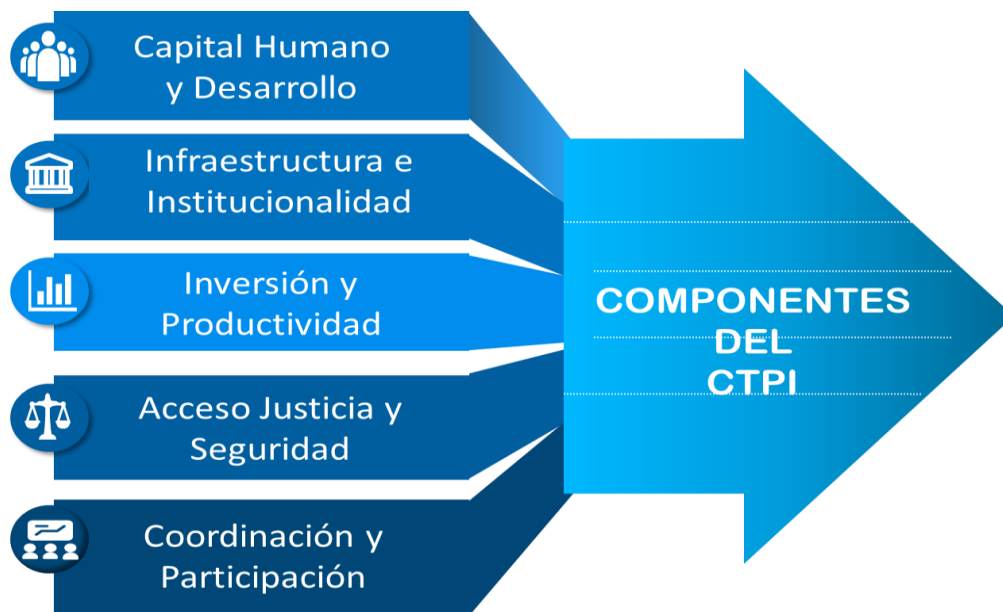 Capital Humano
y Desarrollo
Infraestructura e
Institucionalidad
Inversión y
Productividad
Acceso Justicia y
Seguridad
Coordinación y
Participación
COMPONENTES
DEL
CTPI